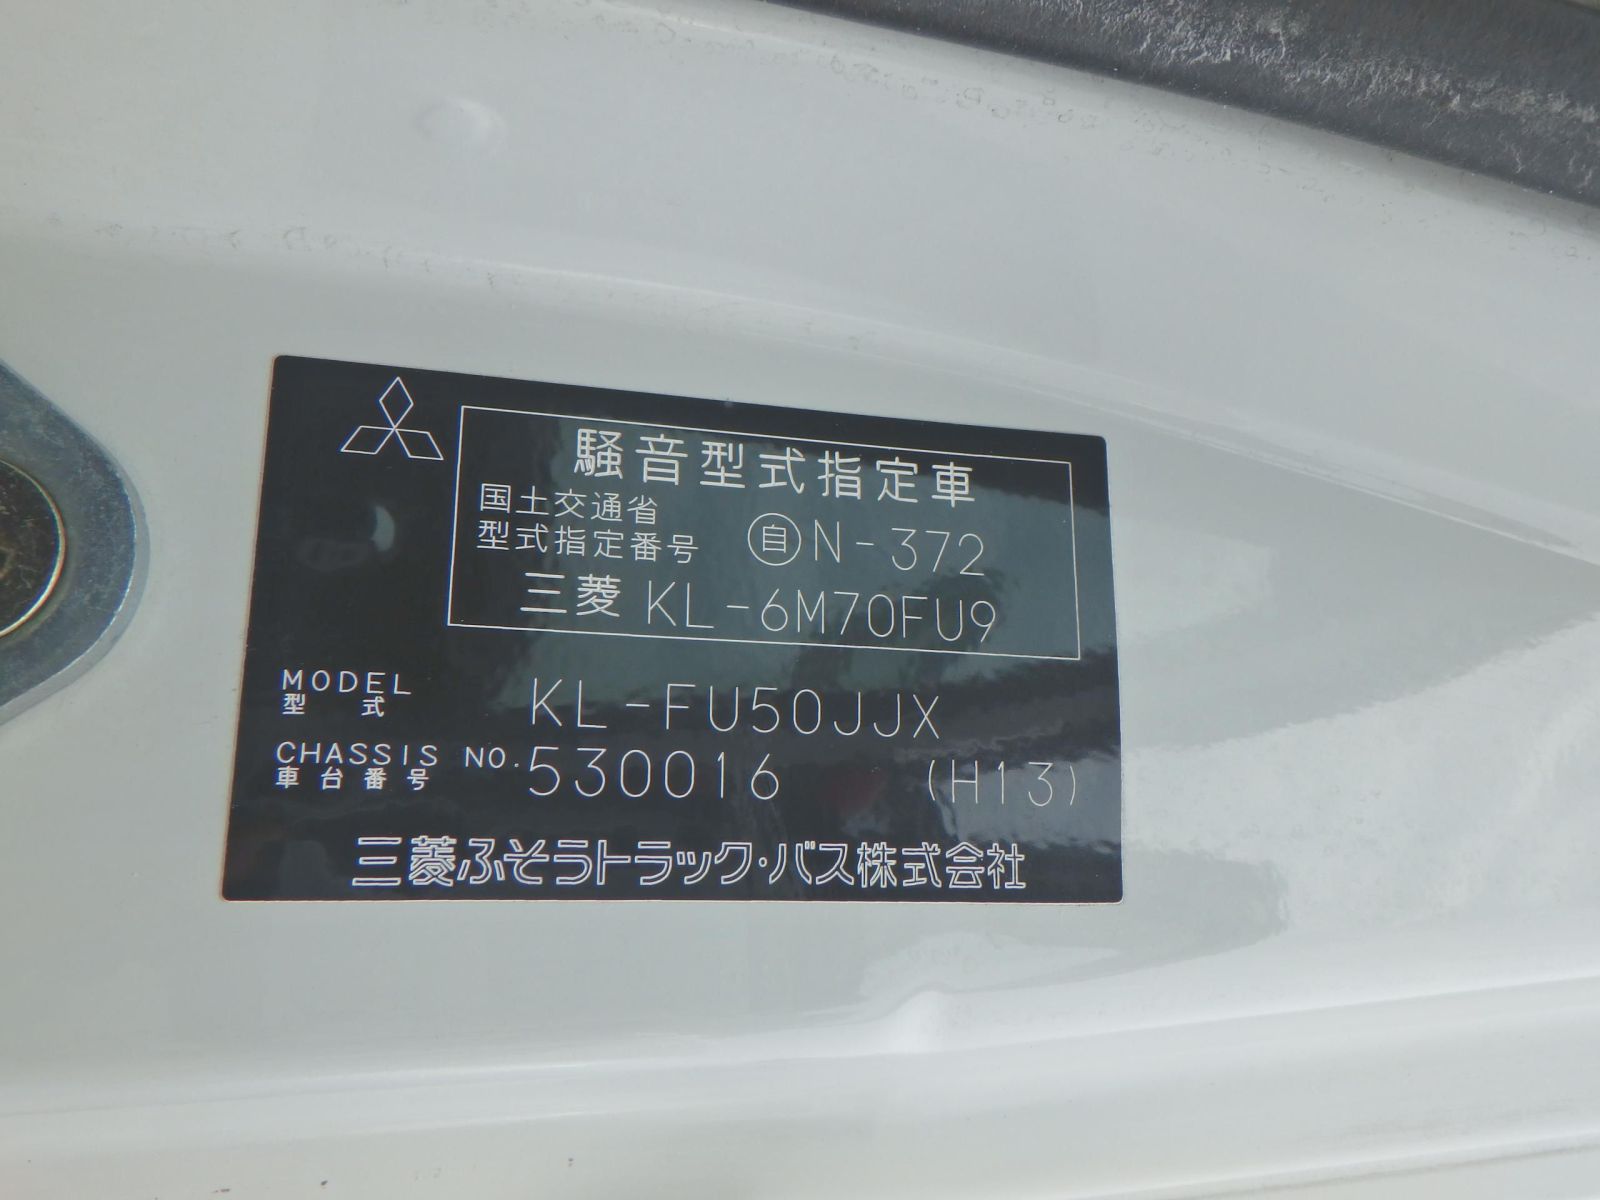 騒音型式指定車
国土交通省
型式指定番号 自N-372
三菱 KL-6M70FU9
MODEL
型式 KL-FU50JJX
CHASSIS NO. 530016 (H13)
車台番号
三菱ふそうトラック・バス株式会社